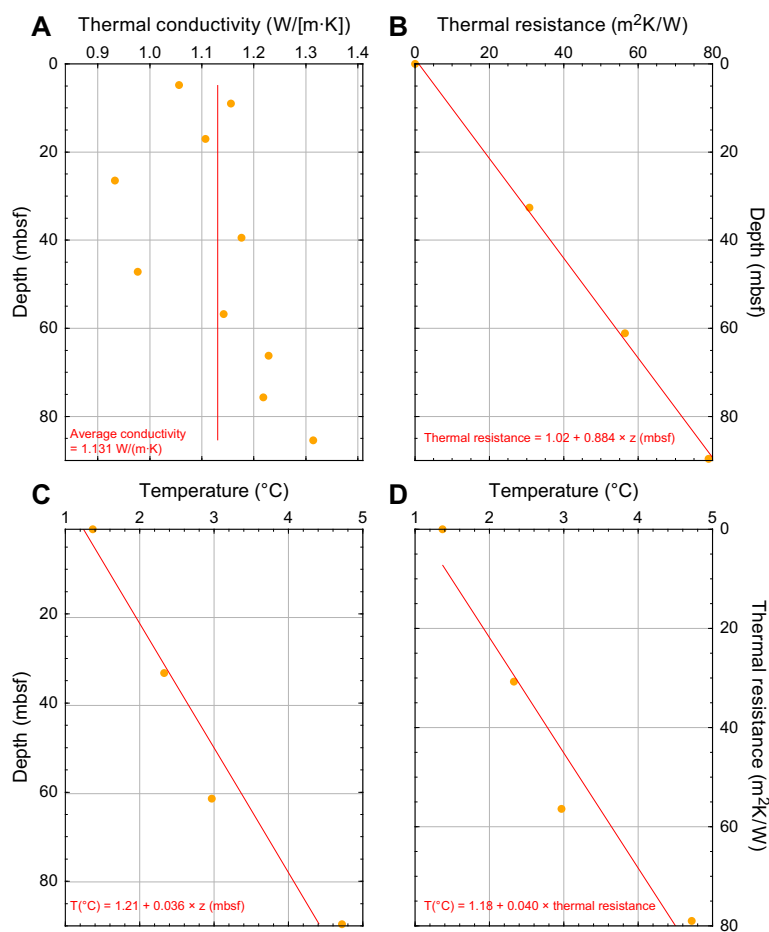 A
Thermal conductivity (W/[m·K])
0.9 1.0 1.1 1.2 1.3 1.4
0
20
40
60
80
Depth (mbsf)
Average conductivity
= 1.131 W/(m·K)
B
Thermal resistance (m²K/W)
0 20 40 60 80
0
20
40
60
80
Depth (mbsf)
Thermal resistance = 1.02 + 0.884 × z (mbsf)
C
Temperature (°C)
1 2 3 4 5
20
40
60
80
Depth (mbsf)
T(°C) = 1.21 + 0.036 × z (mbsf)
D
Temperature (°C)
1 2 3 4 5
0
20
40
60
80
Thermal resistance (m²K/W)
T(°C) = 1.18 + 0.040 × thermal resistance